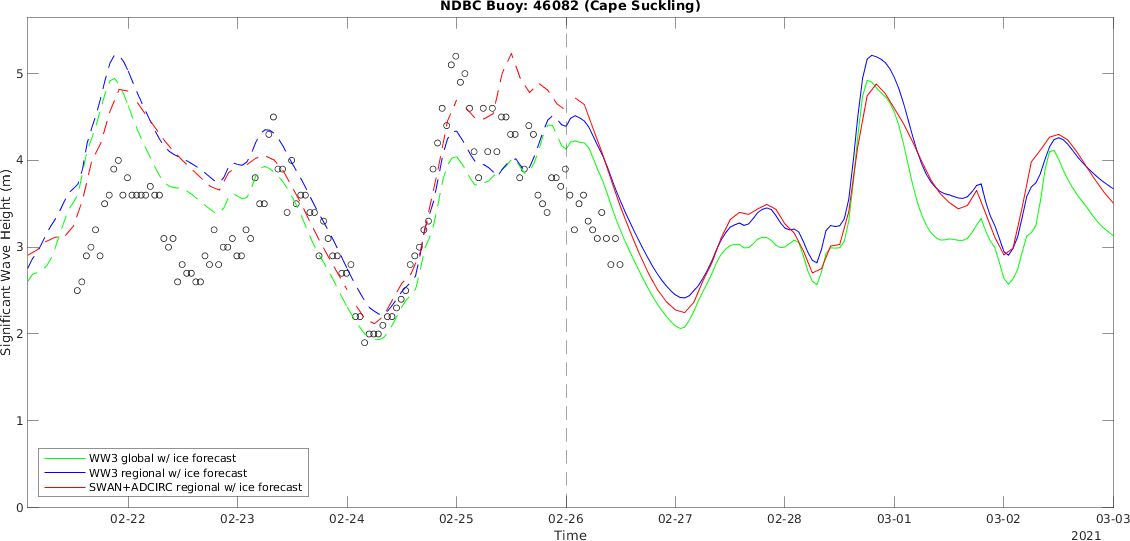 NDBC Buoy: 46082 (Cape Suckling)
Significant Wave Height (m)
5
4
3
2
1
0
WW3 global w/ ice forecast
WW3 regional w/ ice forecast
SWAN+ADCIRC regional w/ ice forecast
02-22 02-23 02-24 02-25 02-26 02-27 02-28 03-01 03-02 03-03
Time
2021